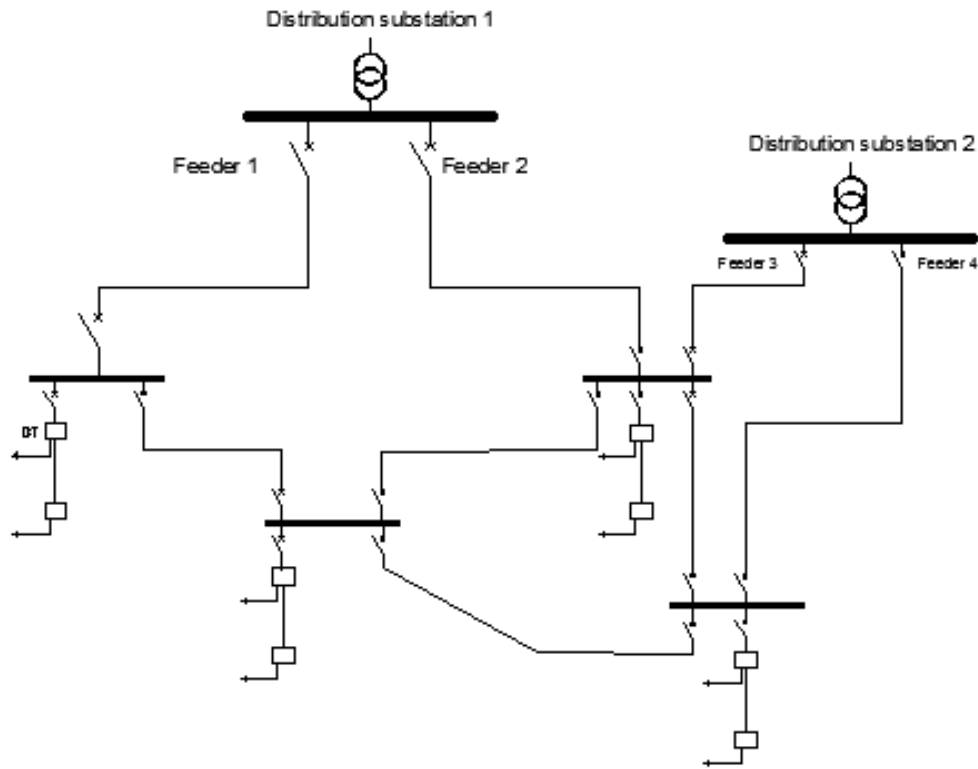 Distribution substation 1
Feeder 1
Feeder 2
Distribution substation 2
Feeder 3
Feeder 4
DT